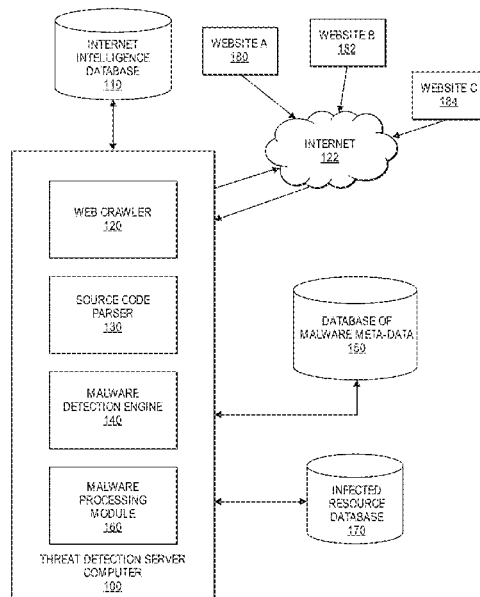 INTERNET
INTELLIGENCE
DATABASE
110
WEBSITE A
180
WEBSITE B
182
WEBSITE C
184
INTERNET
122
WEB CRAWLER
120
SOURCE CODE
PARSER
130
MALWARE
DETECTION ENGINE
140
MALWARE
PROCESSING
MODULE
160
THREAT DETECTION SERVER
COMPUTER
100
DATABASE OF
MALWARE META-DATA
150
INFECTED
RESOURCE
DATABASE
170